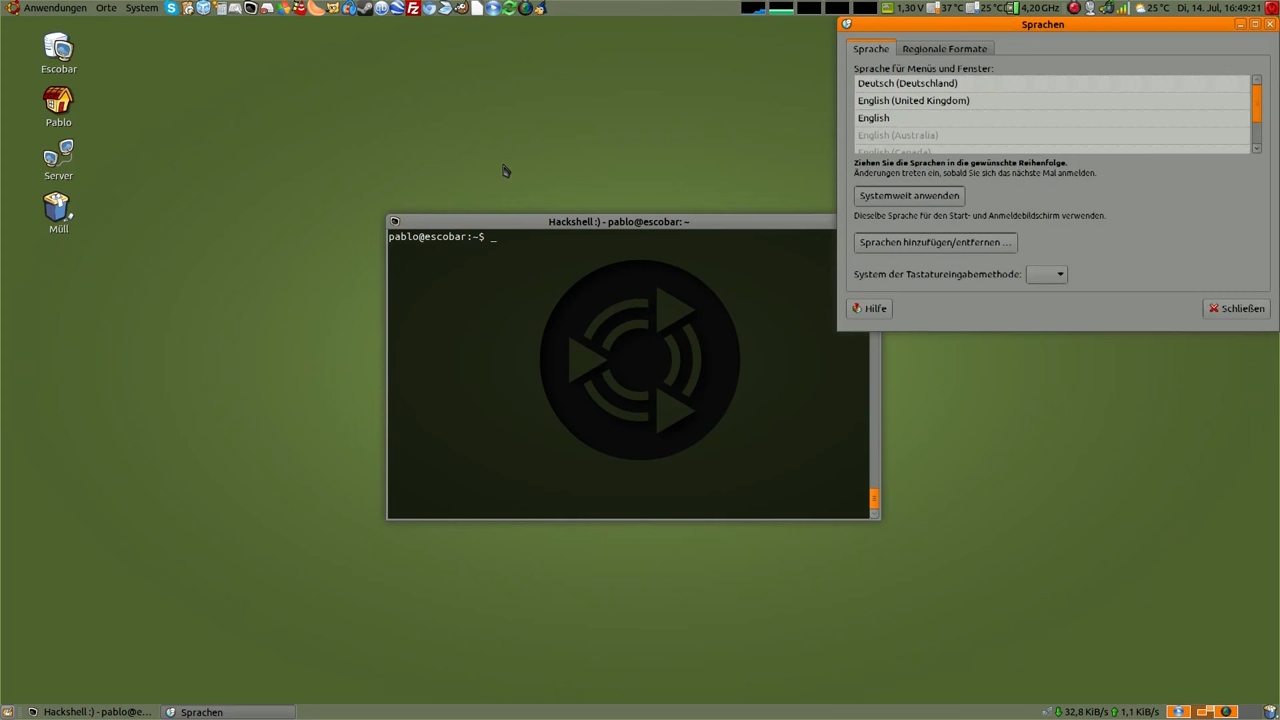 Anwendungen Orte System
1,30 V 37 °C 25 °C 4,20 GHz 25 °C Di, 14. Jul, 16:49:21
Escobar
Pablo
Server
Müll
Hackshell :) - pablo@escobar: ~
pablo@escobar:~$ _
Sprachen
Sprache Regionale Formate
Sprache für Menüs und Fenster:
Deutsch (Deutschland)
English (United Kingdom)
English
English (Australia)
English (Canada)
Ziehen Sie die Sprachen in die gewünschte Reihenfolge.
Änderungen treten ein, sobald Sie sich das nächste Mal anmelden.
Systemweit anwenden
Dieselbe Sprache für den Start- und Anmeldebildschirm verwenden.
Sprachen hinzufügen/entfernen ...
System der Tastatureingabemethode:
Hilfe Schließen
Hackshell :) - pablo@e... Sprachen 32,8 KiB/s 1,1 KiB/s